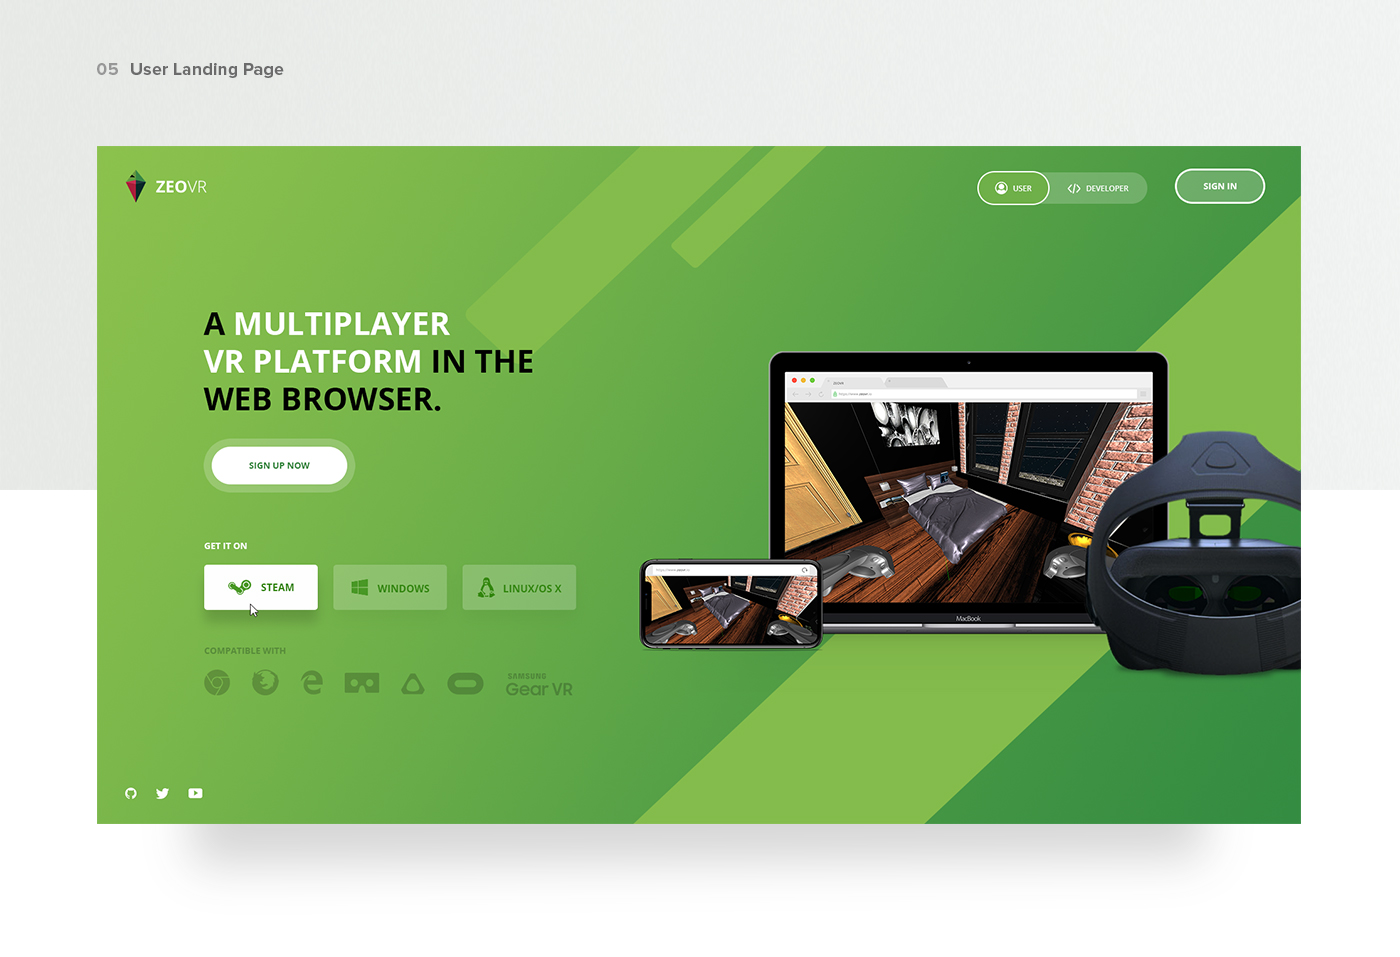 05 User Landing Page
ZEOVR
USER
DEVELOPER
SIGN IN
A MULTIPLAYER
VR PLATFORM IN THE
WEB BROWSER.
SIGN UP NOW
GET IT ON
STEAM
WINDOWS
LINUX/OS X
COMPATIBLE WITH
SAMSUNG
Gear VR
MacBook